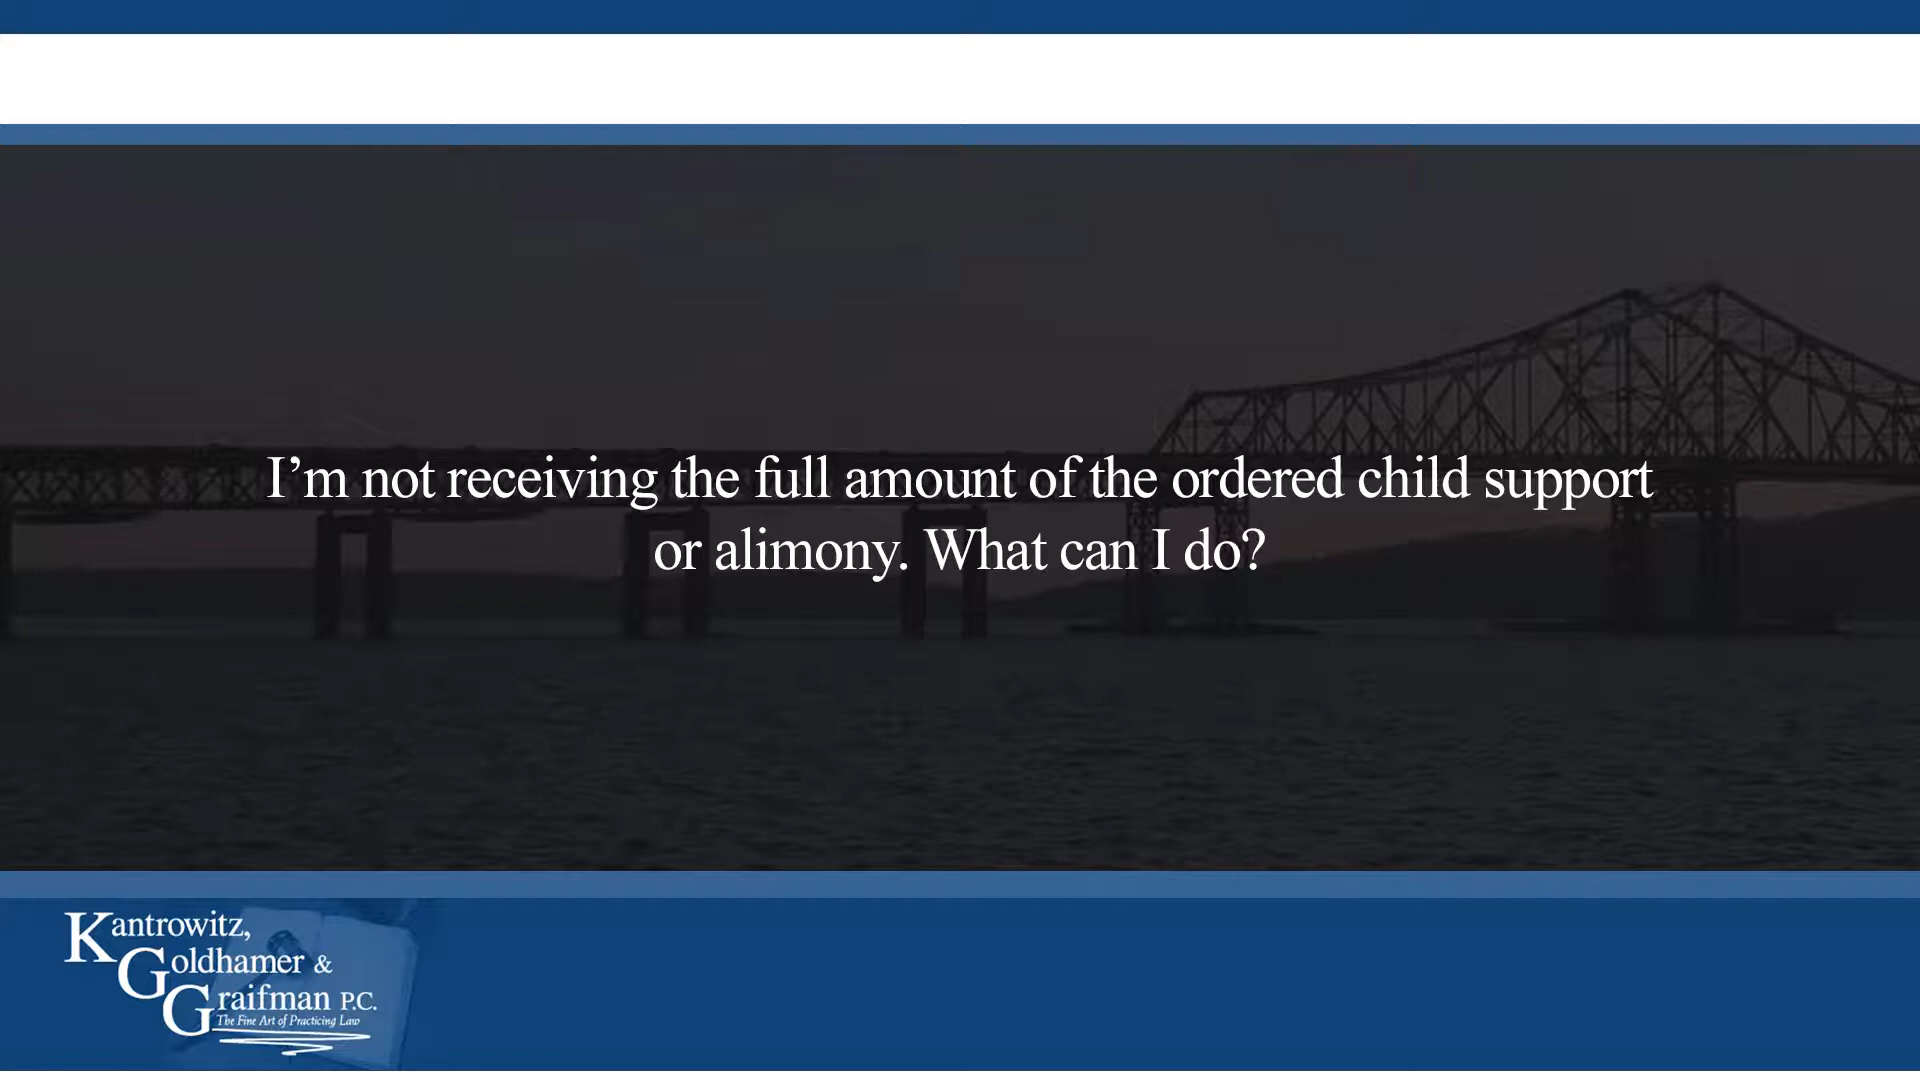 I’m not receiving the full amount of the ordered child support
or alimony. What can I do?
Kantrowitz,
Goldhamer &
Graifman P.C.
The Fine Art of Practicing Law